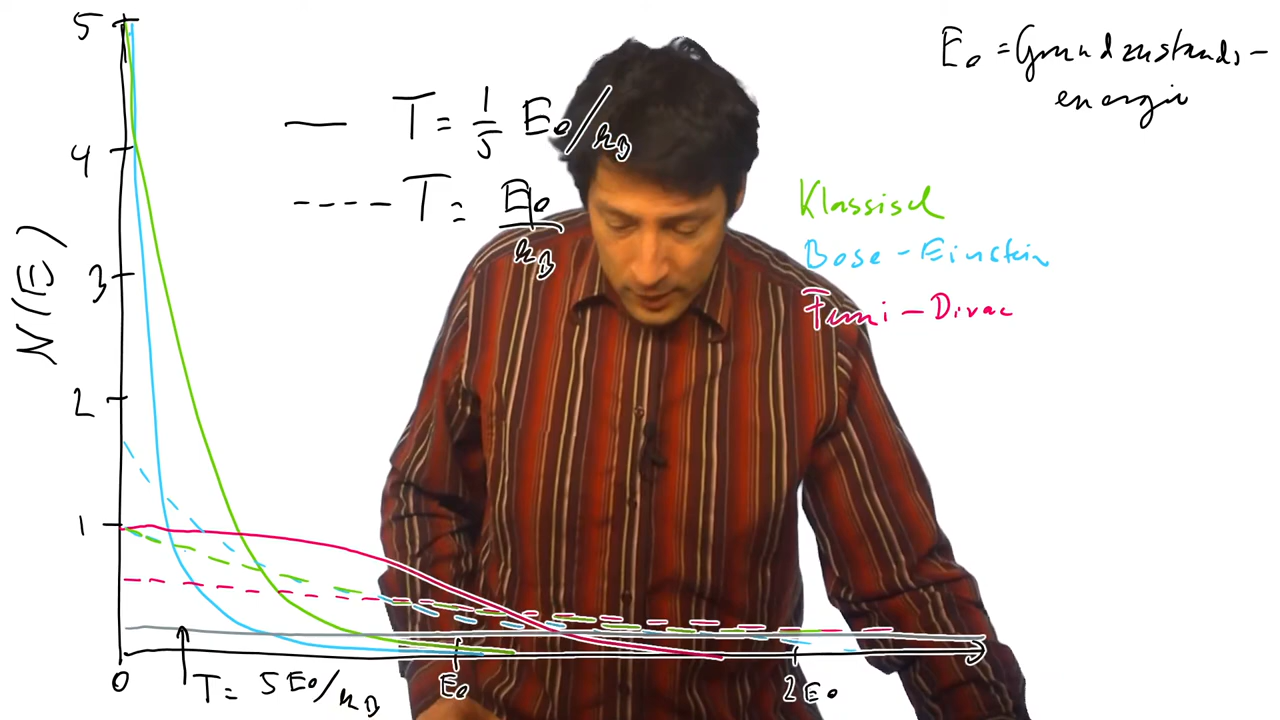 5
4
3
2
1
0
N(E)
T = 1/5 E₀/k_B
T = E₀/k_B
E₀ = Grundzustands-
energie
Klassisch
Bose-Einstein
Fermi-Dirac
T = 5E₀/k_B
E₀
2E₀